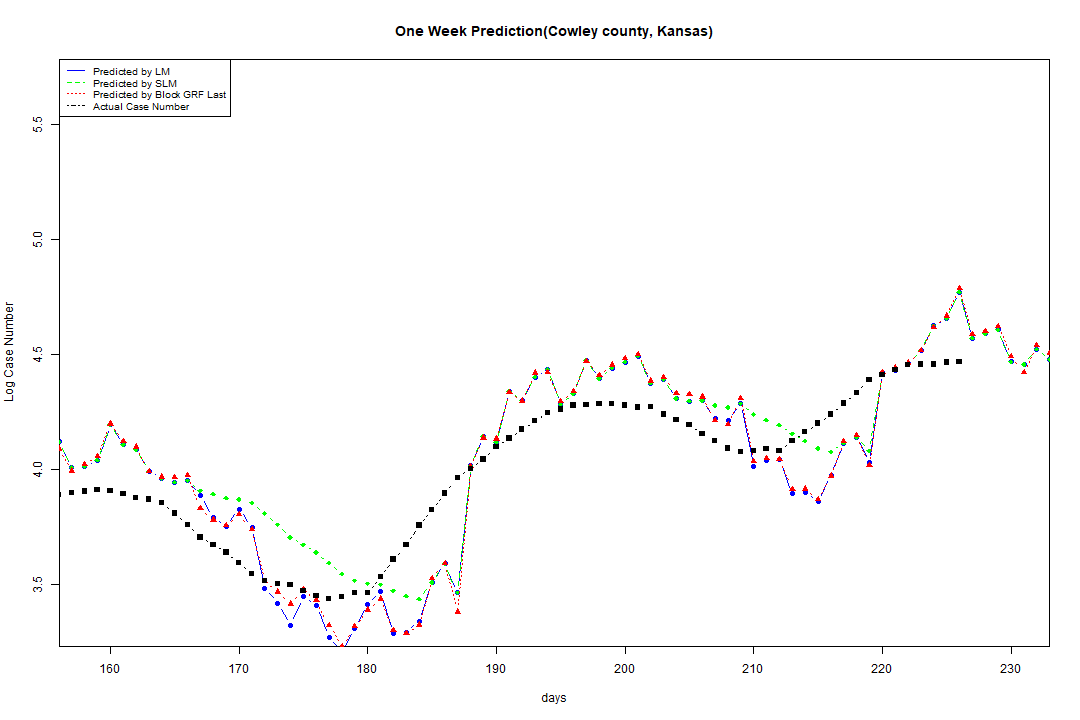 One Week Prediction(Cowley county, Kansas)
Predicted by LM
Predicted by SLM
Predicted by Block GRF Last
Actual Case Number
5.5
5.0
4.5
4.0
3.5
Log Case Number
160 170 180 190 200 210 220 230
days